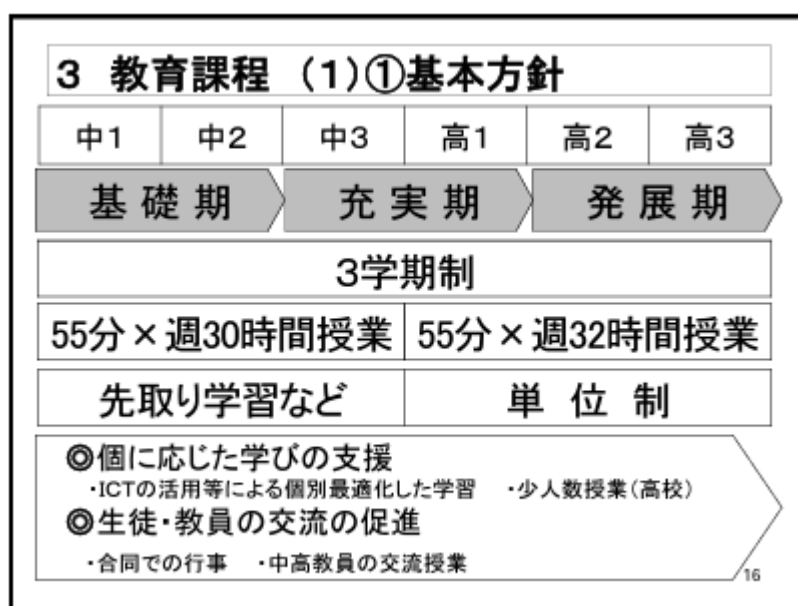 3 教育課程 (1)①基本方針
中1 中2 中3 高1 高2 高3
基礎期 充実期 発展期
3学期制
55分×週30時間授業 55分×週32時間授業
先取り学習など 単位制
◎個に応じた学びの支援
・ICTの活用等による個別最適化した学習 ・少人数授業(高校)
◎生徒・教員の交流の促進
・合同での行事 ・中高教員の交流授業
16